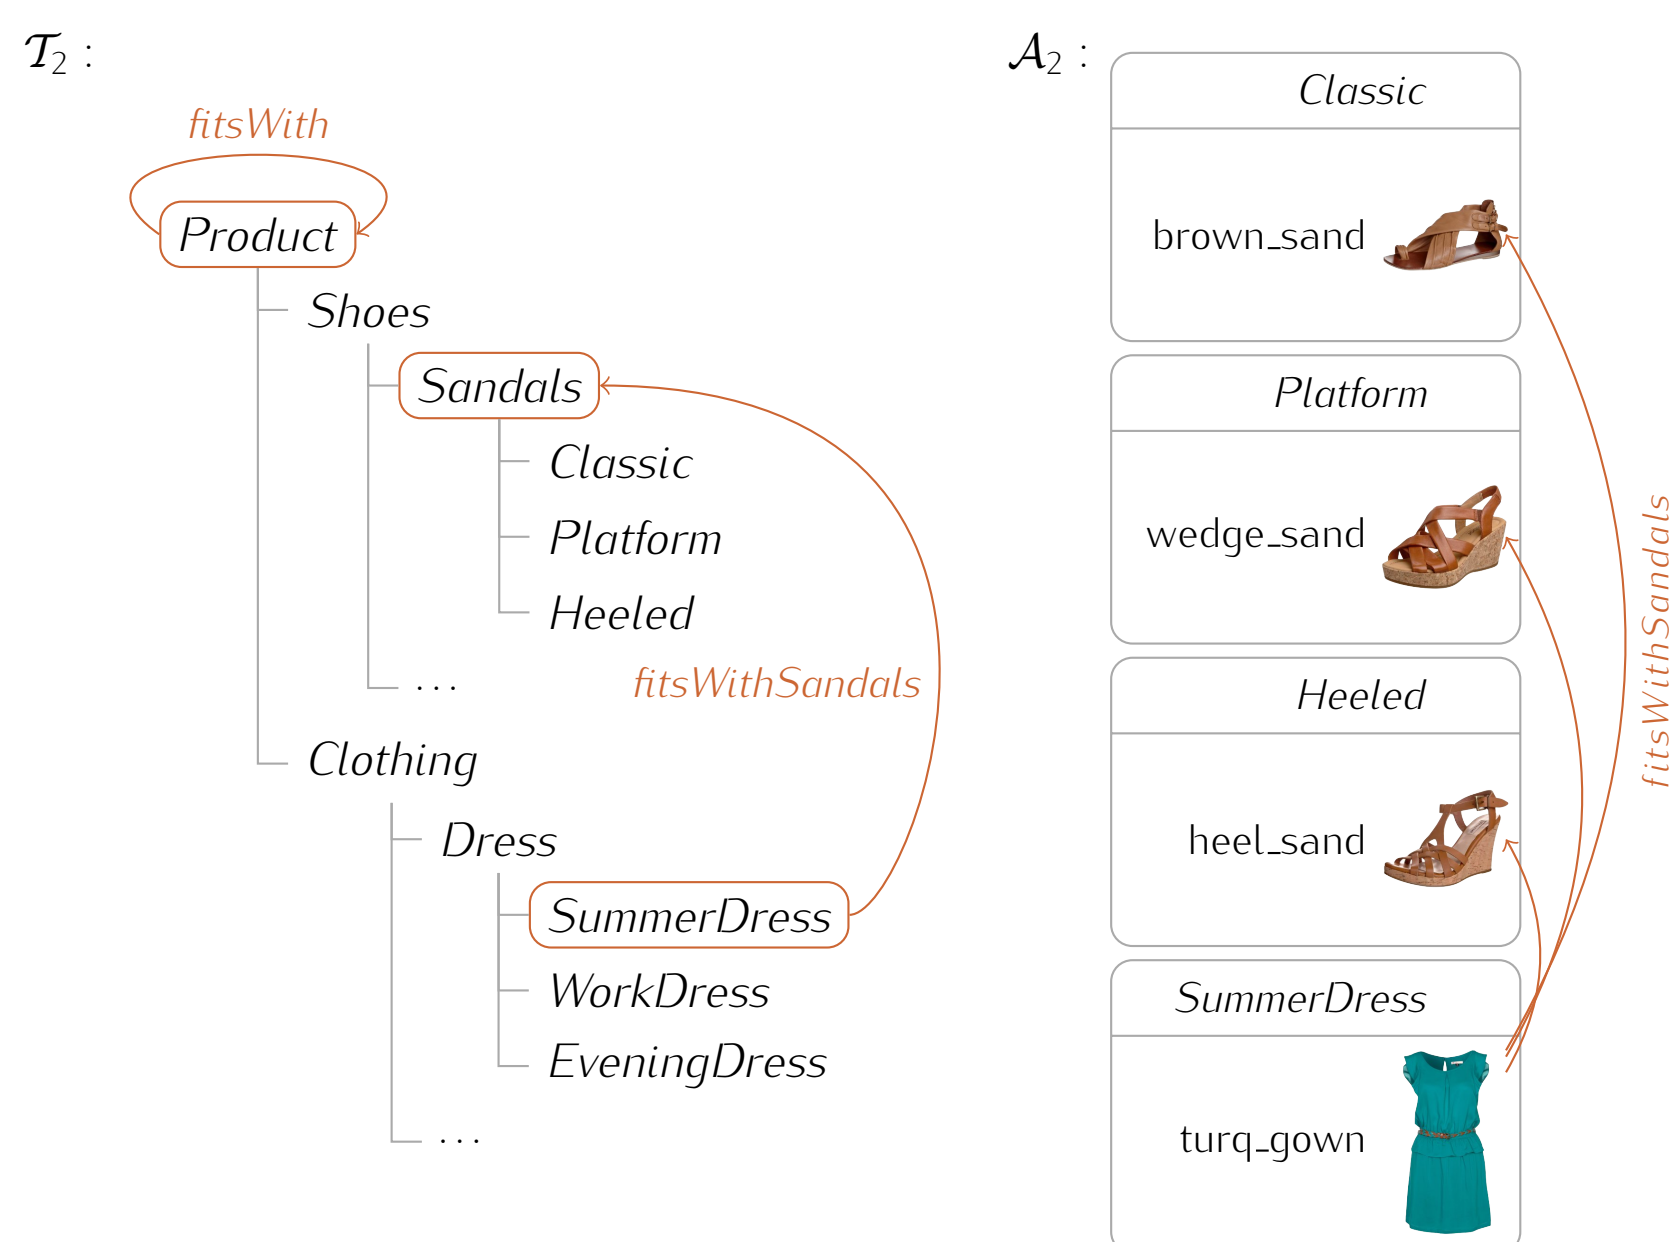 𝒯₂ :
fitsWith
Product
Shoes
Sandals
Classic
Platform
Heeled
fitsWithSandals
...
Clothing
Dress
SummerDress
WorkDress
EveningDress
...
𝒜₂ :
Classic
brown_sand
Platform
wedge_sand
Heeled
heel_sand
SummerDress
turq_gown
fitsWithSandals